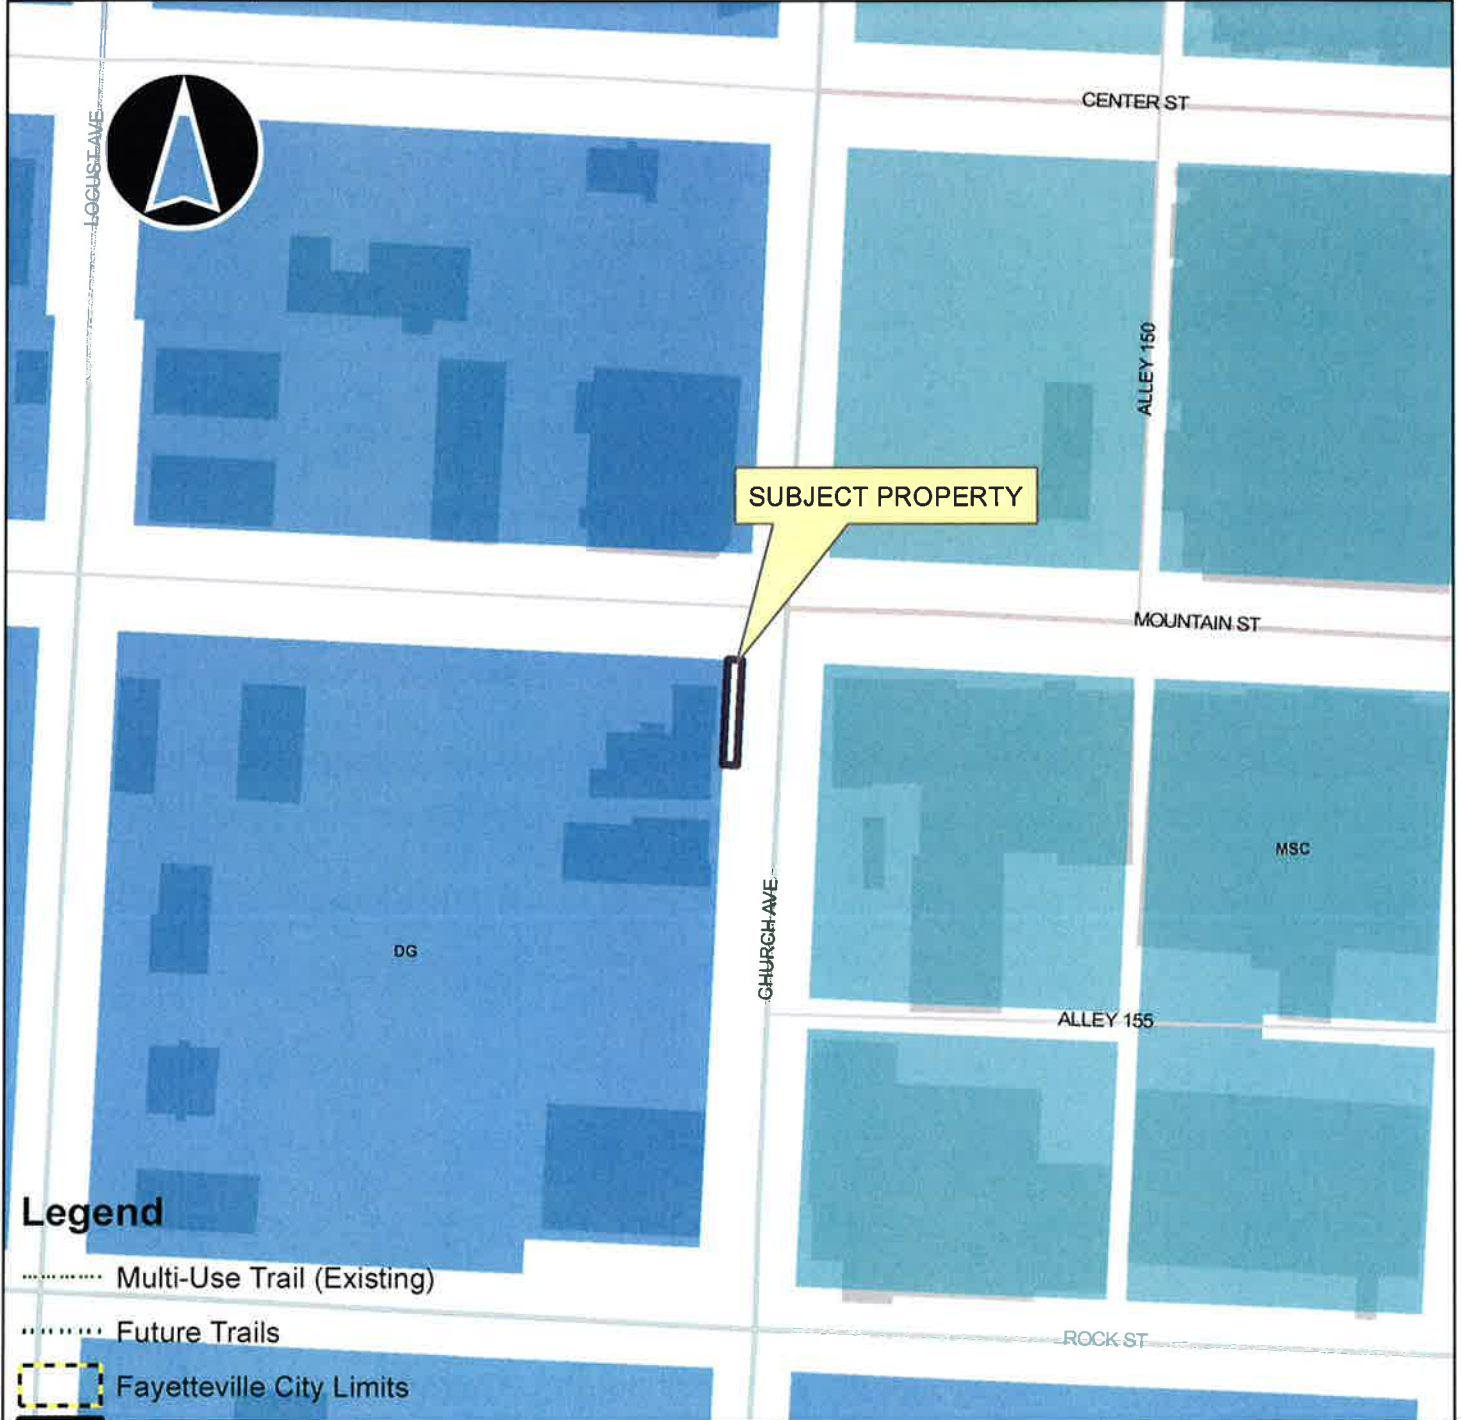 CENTER ST
LOCUST AVE
ALLEY 150
SUBJECT PROPERTY
MOUNTAIN ST
MSC
CHURCH AVE
DG
ALLEY 155
Legend
Multi-Use Trail (Existing)
Future Trails
ROCK ST
Fayetteville City Limits